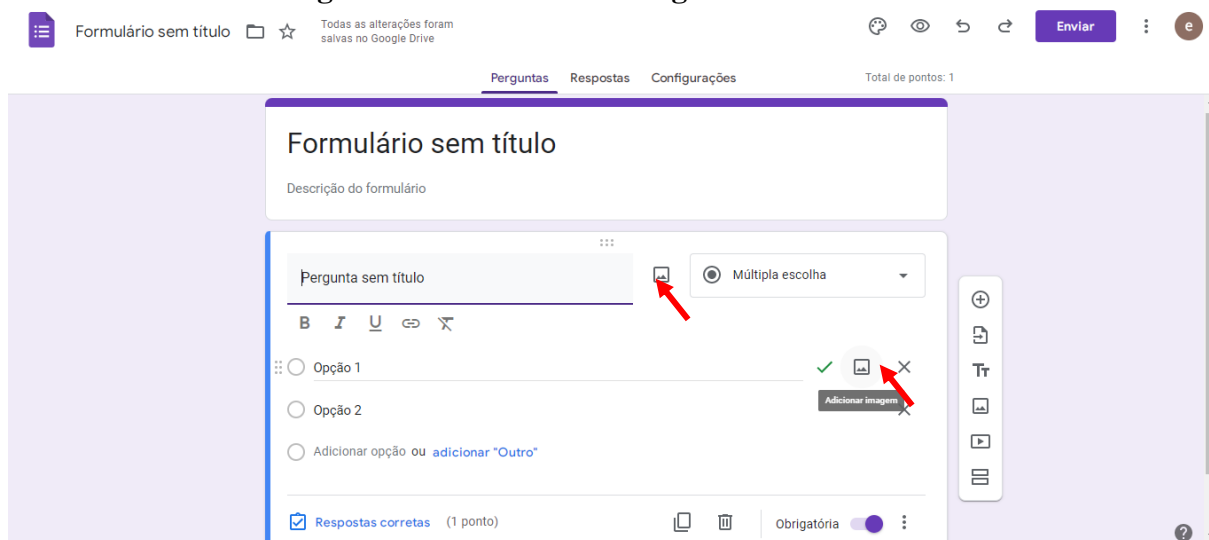 Formulário sem título
Todas as alterações foram
salvas no Google Drive
Enviar
e
Perguntas Respostas Configurações
Total de pontos: 1
Formulário sem título
Descrição do formulário
Pergunta sem título
Múltipla escolha
B I U
Opção 1
Adicionar imagem
Opção 2
Adicionar opção ou adicionar "Outro"
Respostas corretas (1 ponto)
Obrigatória
Tт